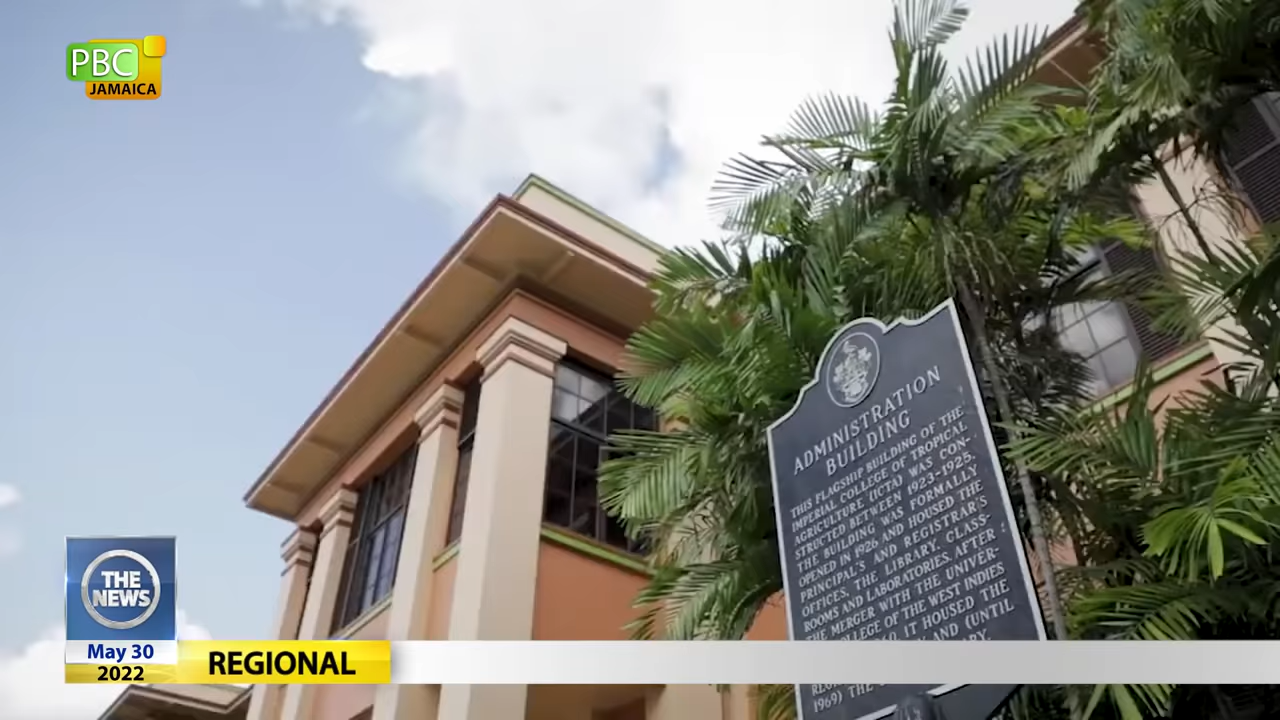 PBC
JAMAICA
ADMINISTRATION
BUILDING
THIS FLAGSHIP BUILDING OF THE
IMPERIAL COLLEGE OF TROPICAL
AGRICULTURE (ICTA) WAS CON-
STRUCTED BETWEEN 1923-1925.
THE BUILDING WAS FORMALLY
OPENED IN 1926 AND HOUSED THE
PRINCIPAL'S AND REGISTRAR'S
OFFICES, THE LIBRARY, CLASS-
ROOMS AND LABORATORIES. AFTER
THE MERGER WITH THE UNIVER-
COLLEGE OF THE WEST INDIES
IT HOUSED THE
AND (UNTIL
1969) THE
THE
NEWS
May 30
2022
REGIONAL